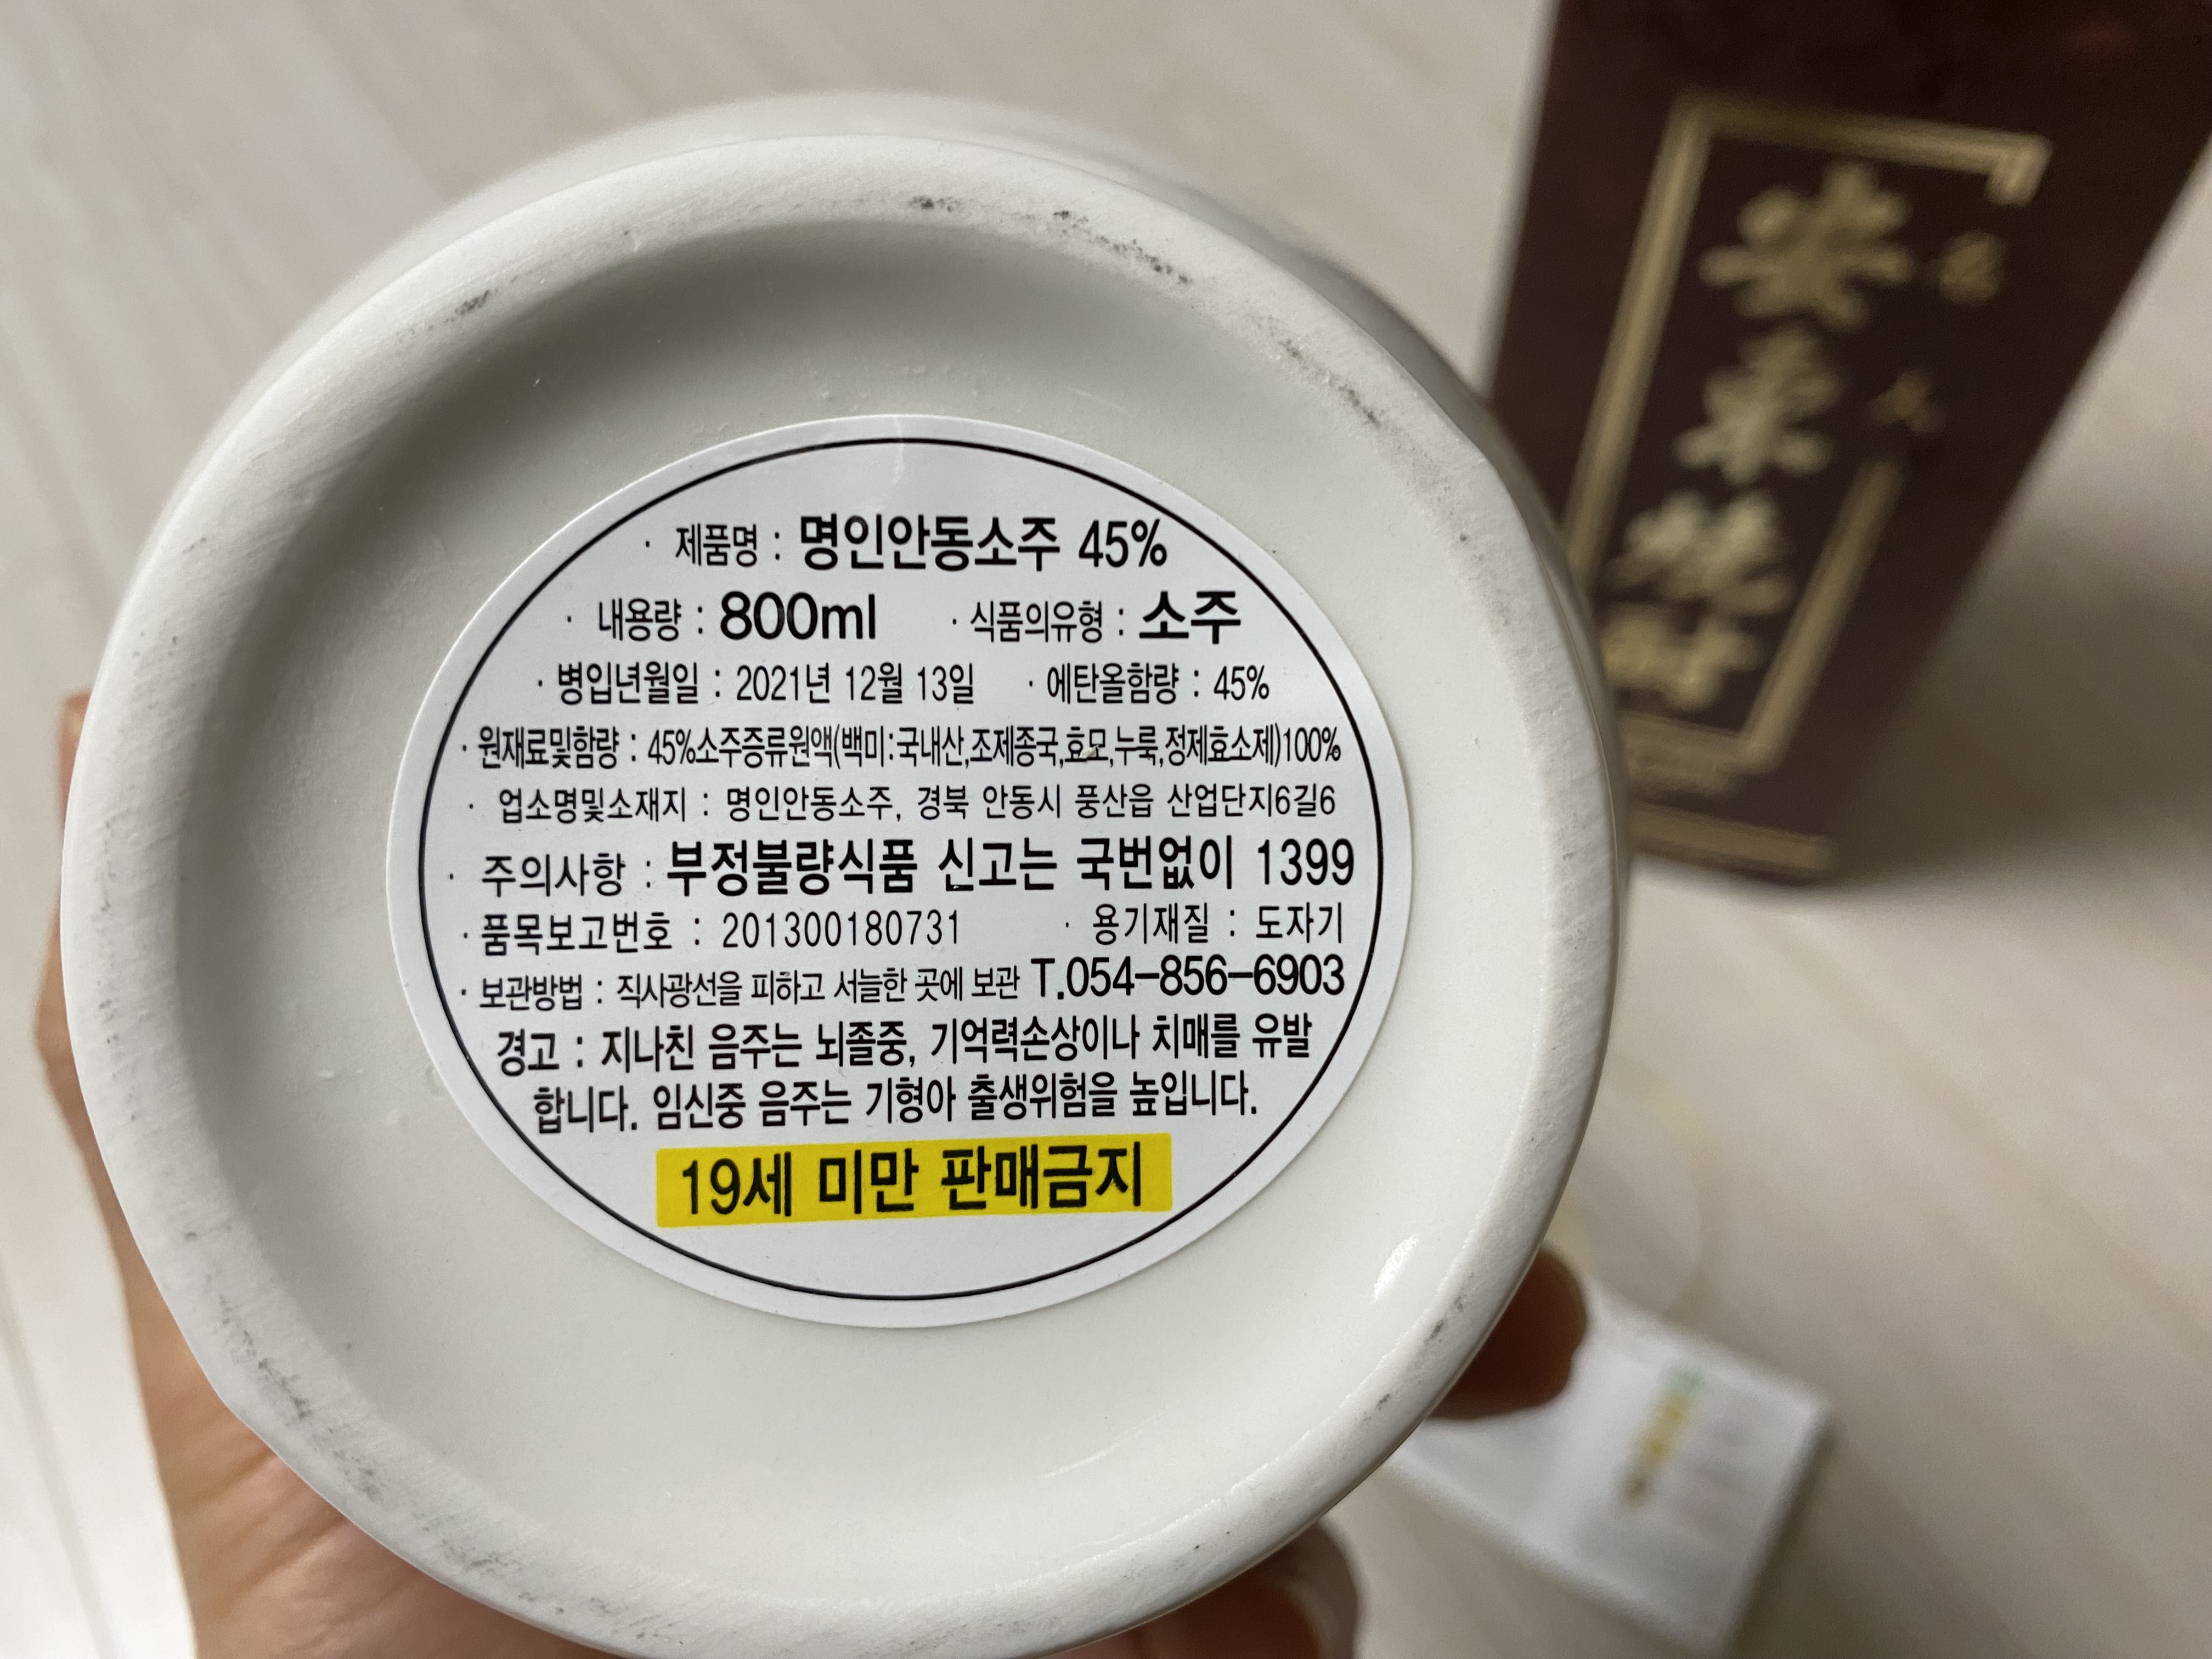 · 제품명 : 명인안동소주 45%
· 내용량 : 800ml · 식품의유형 : 소주
· 병입년월일 : 2021년 12월 13일 · 에탄올함량 : 45%
· 원재료및함량 : 45%소주증류원액(백미:국내산,조제종국,효모,누룩,정제효소제)100%
· 업소명및소재지 : 명인안동소주, 경북 안동시 풍산읍 산업단지6길6
· 주의사항 : 부정불량식품 신고는 국번없이 1399
· 품목보고번호 : 201300180731 · 용기재질 : 도자기
· 보관방법 : 직사광선을 피하고 서늘한 곳에 보관 T.054-856-6903
경고 : 지나친 음주는 뇌졸중, 기억력손상이나 치매를 유발
합니다. 임신중 음주는 기형아 출생위험을 높입니다.
19세 미만 판매금지
安東燒酎